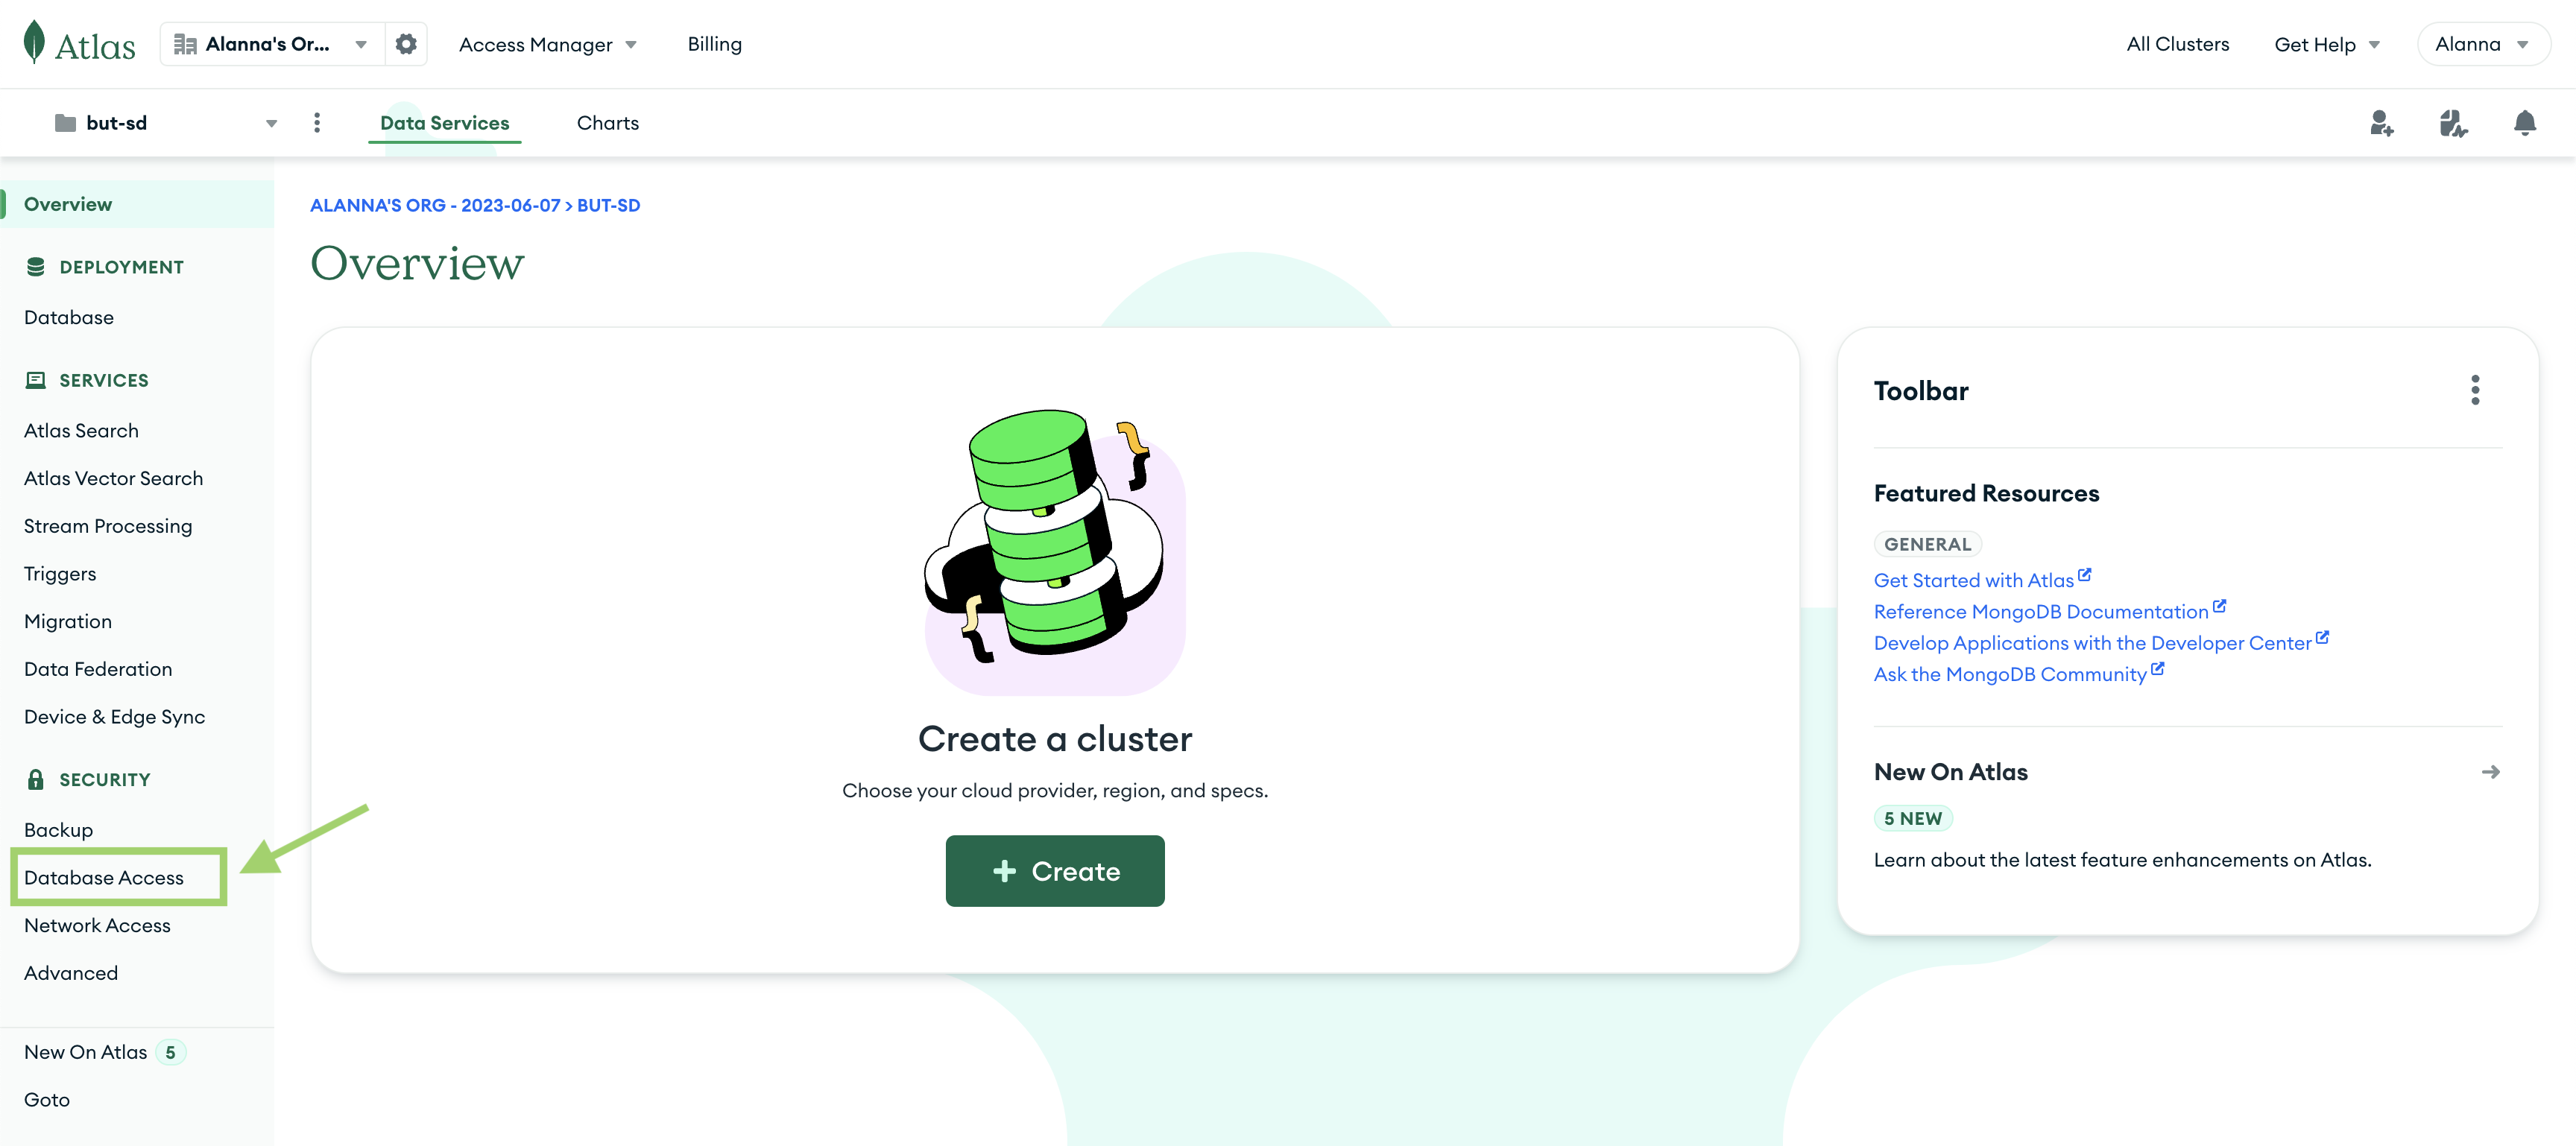 Atlas
Alanna's Or...
Access Manager
Billing
All Clusters
Get Help
Alanna
but-sd
Data Services
Charts
Overview
DEPLOYMENT
Database
SERVICES
Atlas Search
Atlas Vector Search
Stream Processing
Triggers
Migration
Data Federation
Device & Edge Sync
SECURITY
Backup
Database Access
Network Access
Advanced
New On Atlas 5
Goto
ALANNA'S ORG - 2023-06-07 > BUT-SD
Overview
Create a cluster
Choose your cloud provider, region, and specs.
+ Create
Toolbar
Featured Resources
GENERAL
Get Started with Atlas
Reference MongoDB Documentation
Develop Applications with the Developer Center
Ask the MongoDB Community
New On Atlas
5 NEW
Learn about the latest feature enhancements on Atlas.